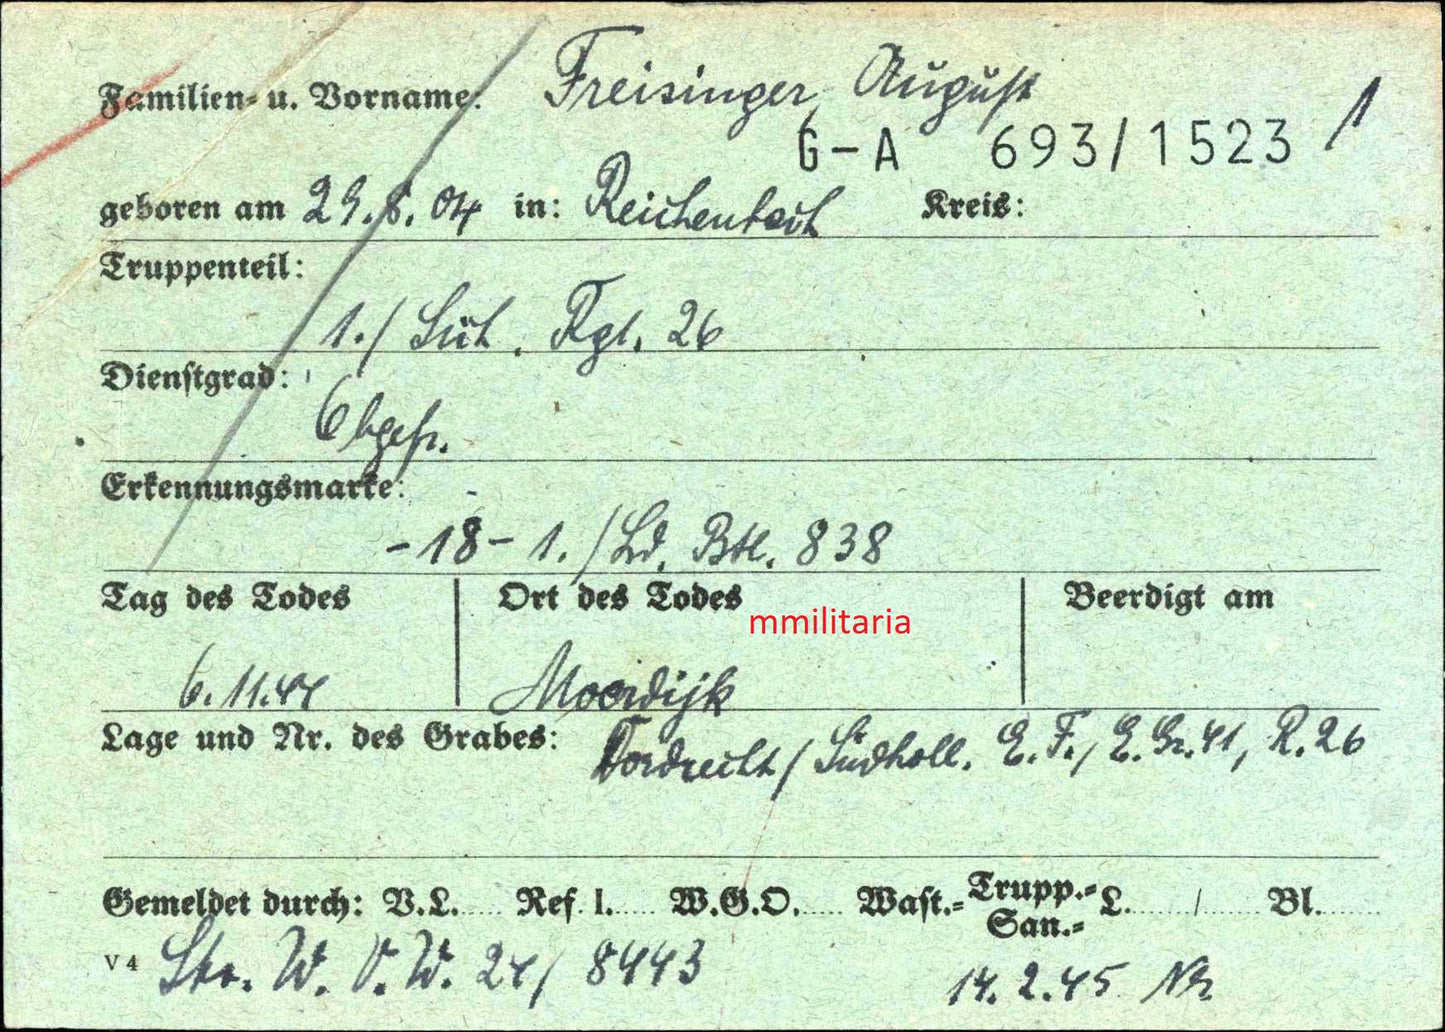 Familien- u. Vorname: Freisinger, August
G-A 693/1523 /1
geboren am 29.8.04 in: Reichenbach Kreis:
Truppenteil:
1./ Sich. Rgt. 26
Dienstgrad:
Obgefr.
Erkennungsmarke:
-18- 1./Ld. Btl. 838
Tag des Todes Ort des Todes Beerdigt am
mmilitaria
6.11.44 Moerdijk
Lage und Nr. des Grabes: Dordrecht / Südholl. E.F., E.Gr. 41, R. 26
Gemeldet durch: V.L. Ref. I. W.G.O. Wast.- Trupp.- San.- L. / Bl.
V 4 W. V. W. 24/ 8443
14.2.45